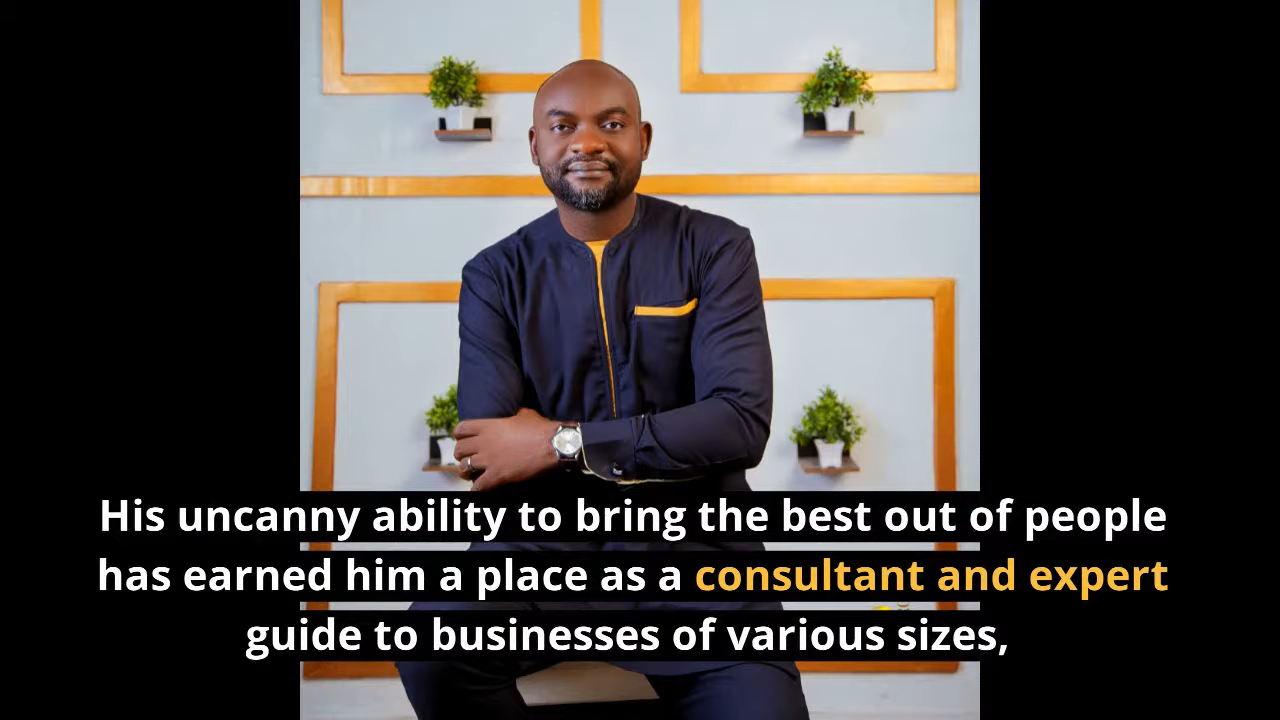 His uncanny ability to bring the best out of people
has earned him a place as a consultant and expert
guide to businesses of various sizes,